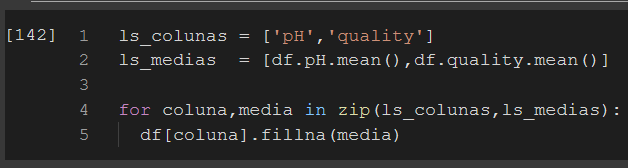 [142] 1 ls_colunas = ['pH','quality']
2 ls_medias  = [df.pH.mean(),df.quality.mean()]
3
4 for coluna,media in zip(ls_colunas,ls_medias):
5   df[coluna].fillna(media)